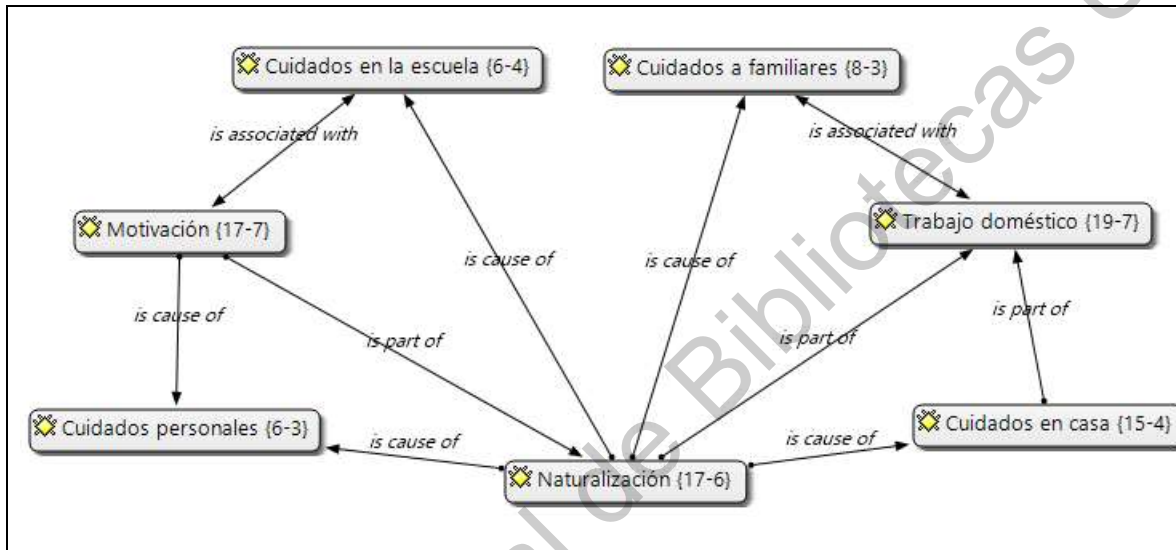 Cuidados en la escuela {6-4}
Cuidados a familiares {8-3}
is associated with
is associated with
Motivación {17-7}
Trabajo doméstico {19-7}
is cause of
is cause of
is cause of
is part of
is part of
is part of
Cuidados personales {6-3}
Cuidados en casa {15-4}
is cause of
is cause of
Naturalización {17-6}
al de Bibliotecas